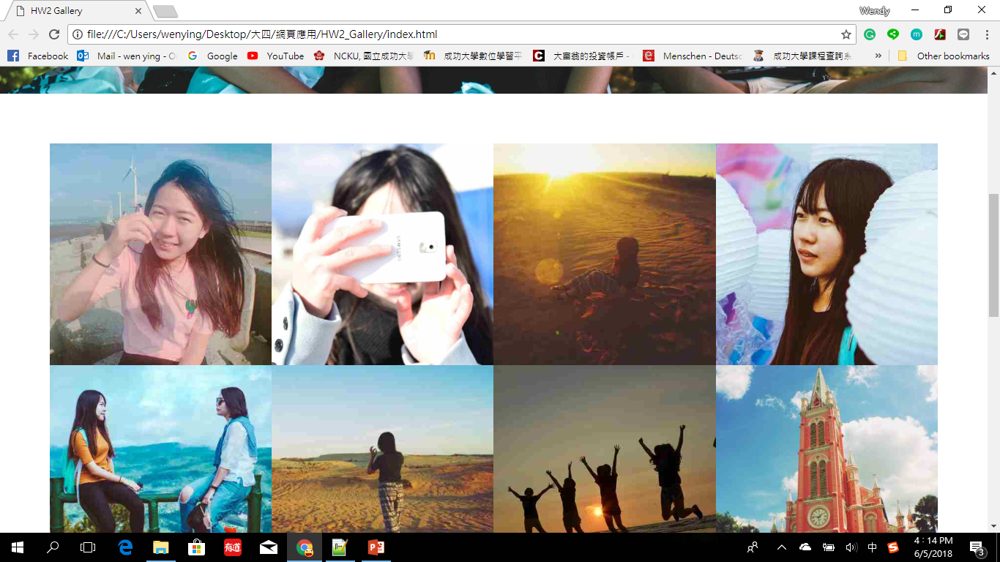 HW2 Gallery
Wendy
file:///C:/Users/wenying/Desktop/大四/網頁應用/HW2_Gallery/index.html
Facebook
Mail - wen ying - O
Google
YouTube
NCKU, 國立成功大學
成功大學數位學習平
大富翁的投資帳戶 -
Menschen - Deutsc
成功大學課程查詢系
Other bookmarks
SAMSUNG
有道
中
4:14 PM
6/5/2018
3